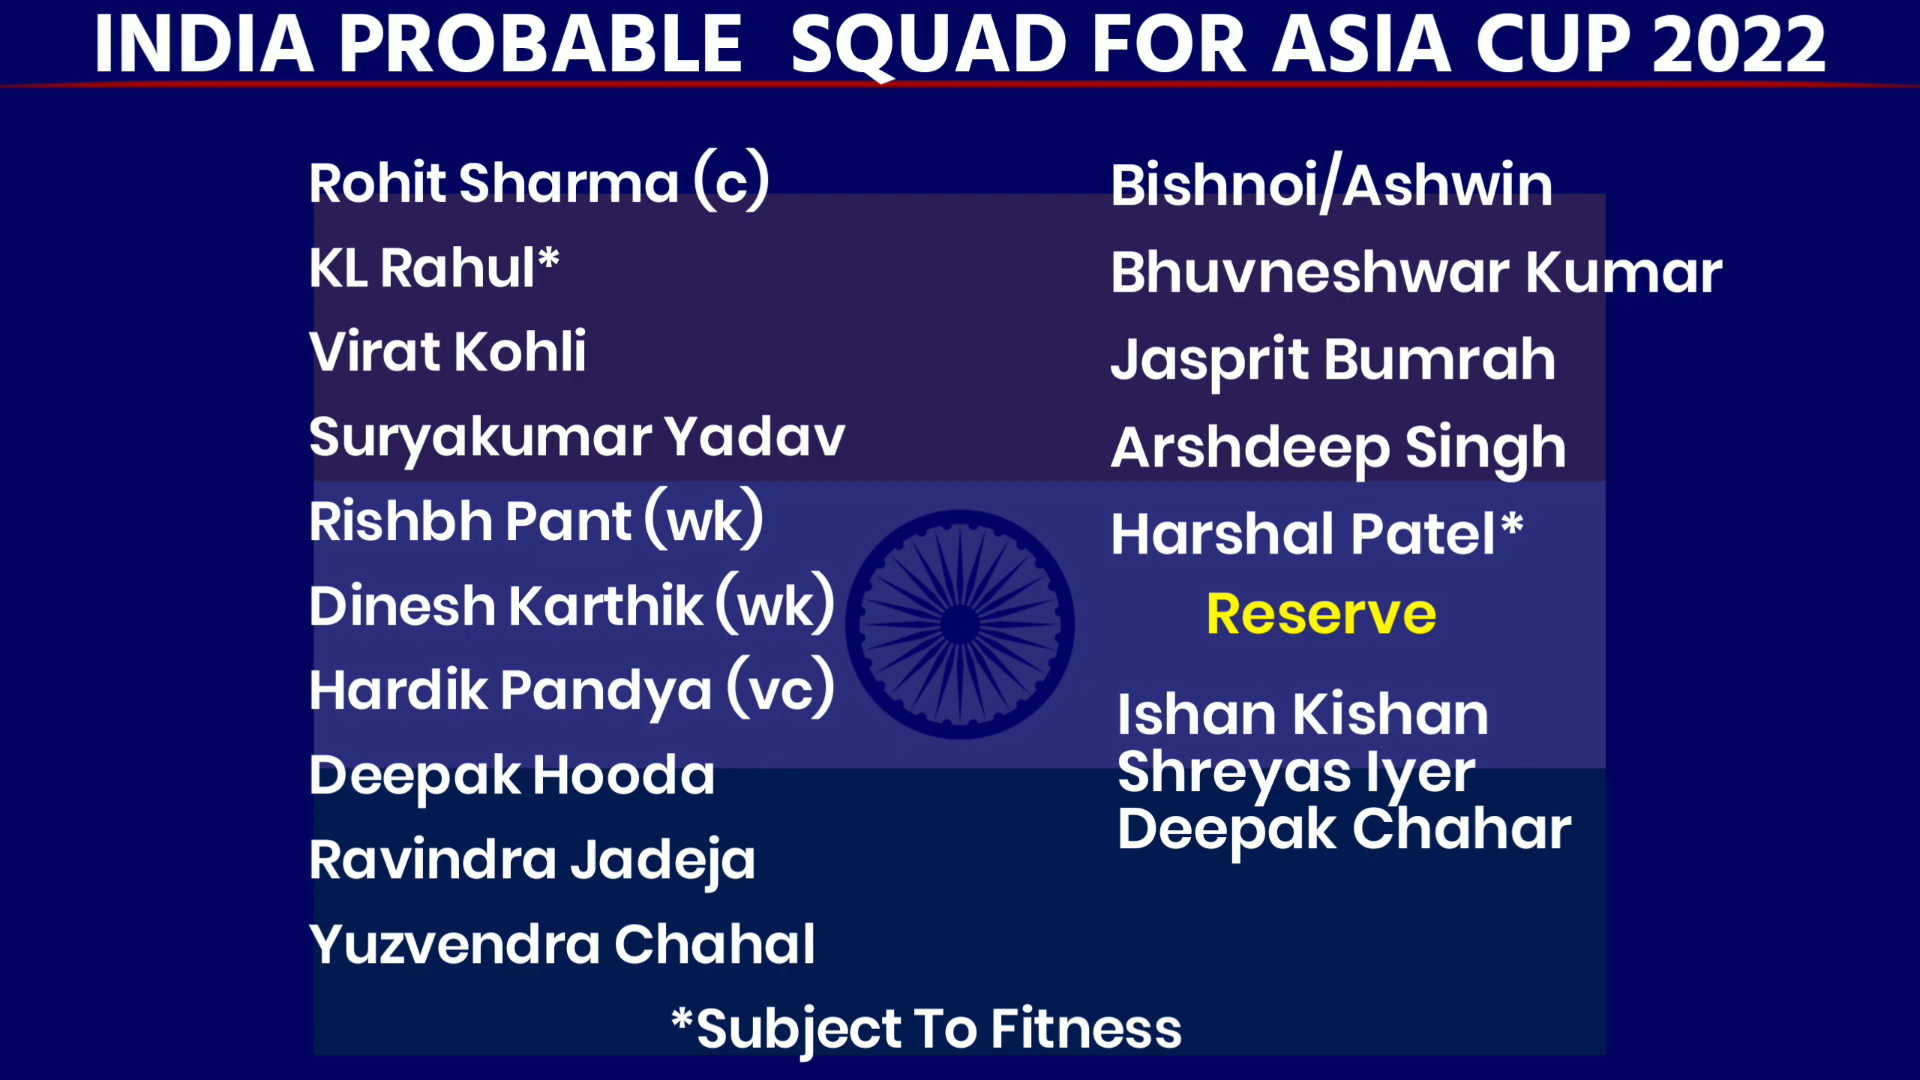 INDIA PROBABLE SQUAD FOR ASIA CUP 2022
Rohit Sharma (c)
KL Rahul*
Virat Kohli
Suryakumar Yadav
Rishbh Pant (wk)
Dinesh Karthik (wk)
Hardik Pandya (vc)
Deepak Hooda
Ravindra Jadeja
Yuzvendra Chahal
Bishnoi/Ashwin
Bhuvneshwar Kumar
Jasprit Bumrah
Arshdeep Singh
Harshal Patel*
Reserve
Ishan Kishan
Shreyas Iyer
Deepak Chahar
*Subject To Fitness